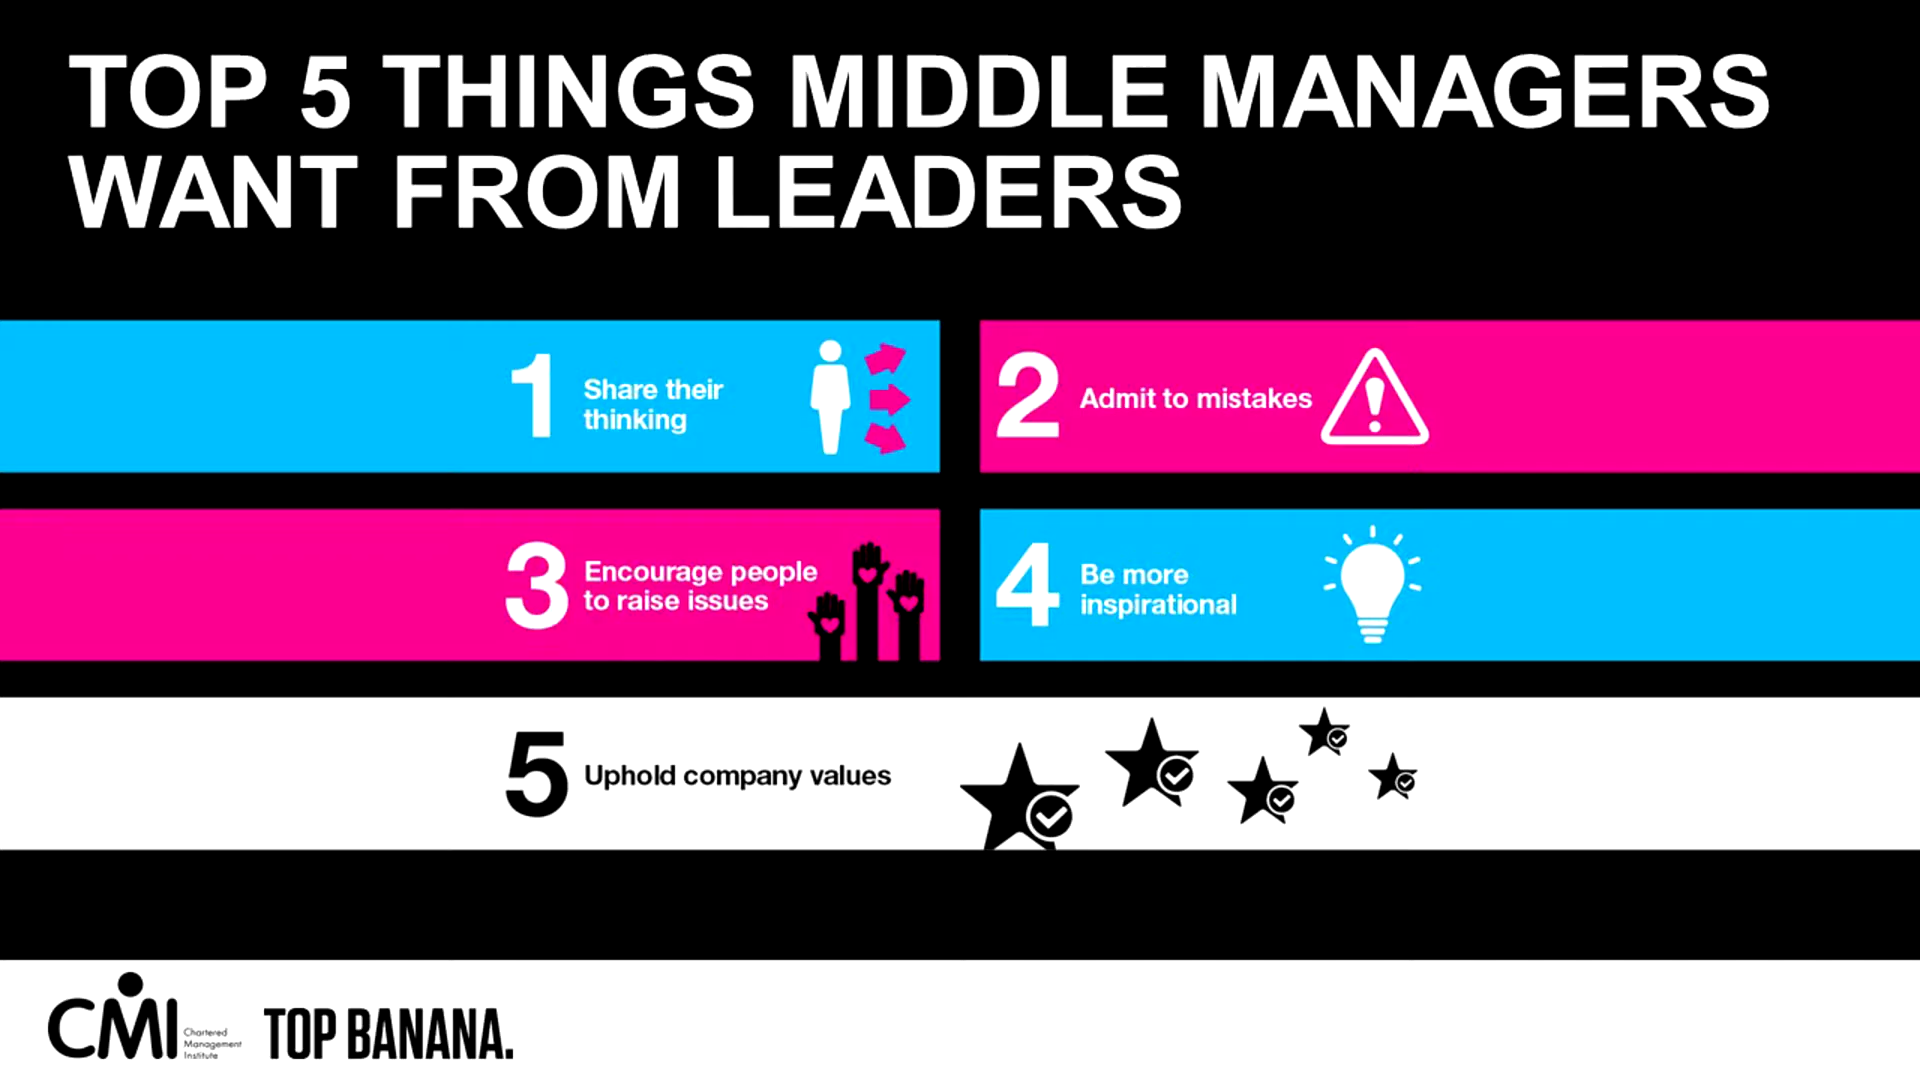 TOP 5 THINGS MIDDLE MANAGERS
WANT FROM LEADERS
1 Share their
thinking
2 Admit to mistakes
3 Encourage people
to raise issues
4 Be more
inspirational
5 Uphold company values
CMI Chartered
Management
Institute
TOP BANANA.